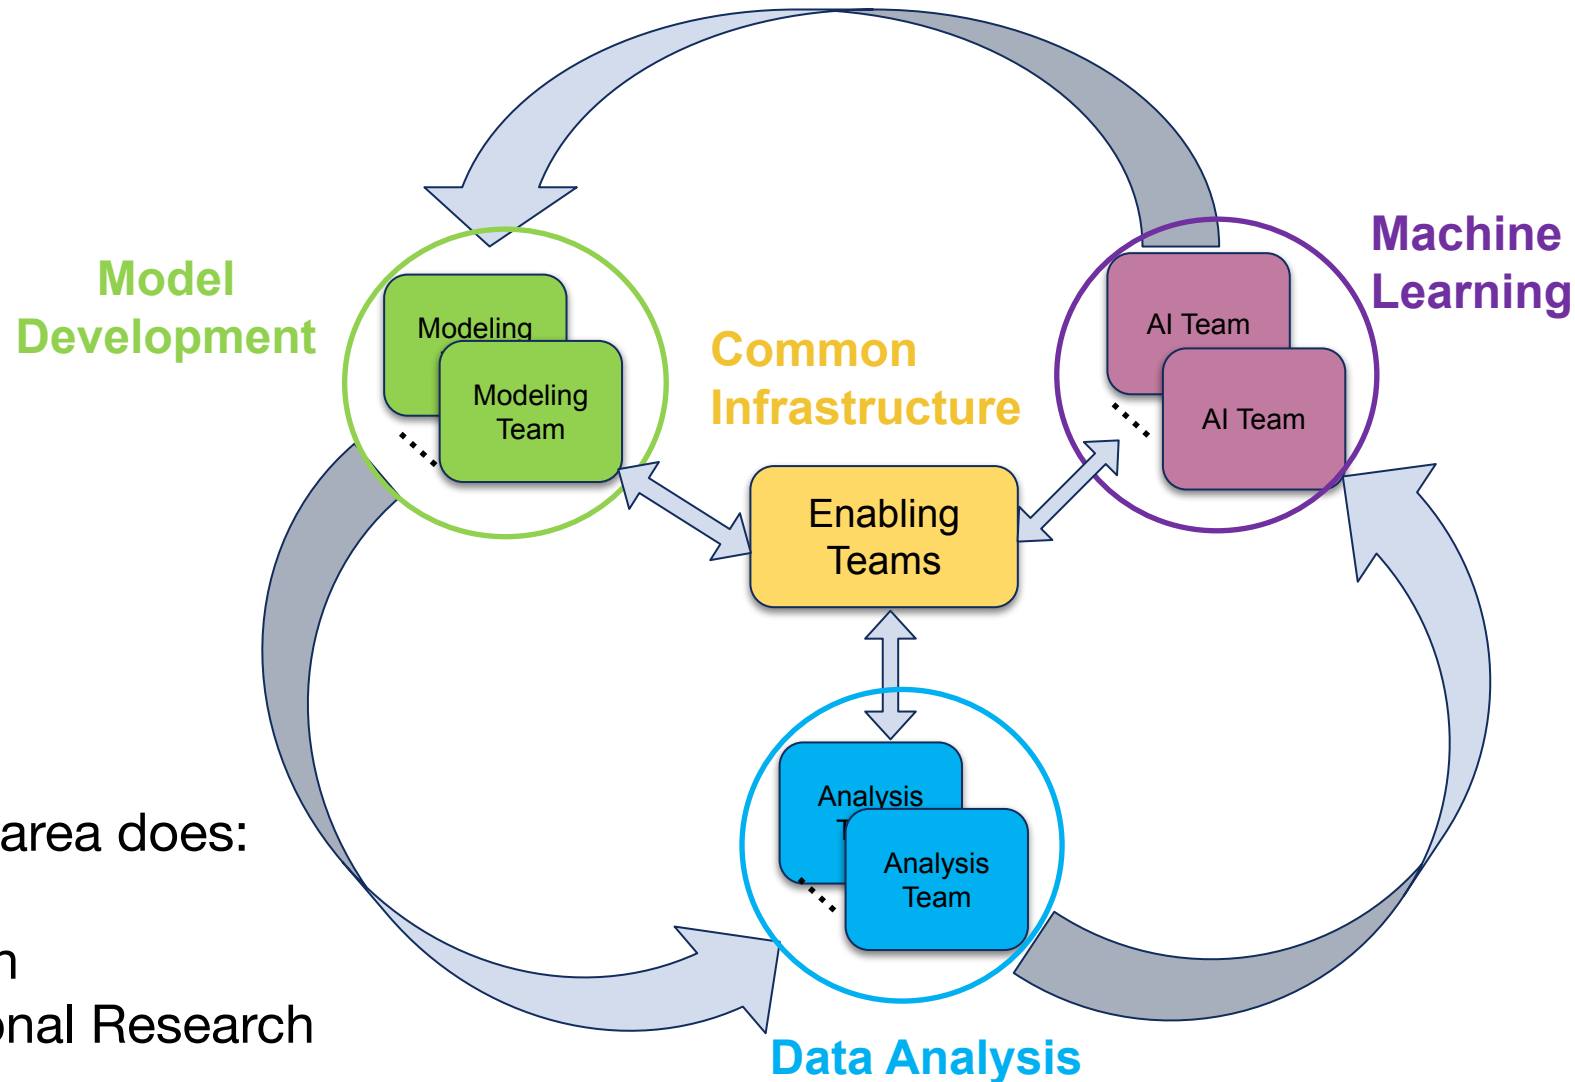 Machine
Learning
Model
Development
Common
Infrastructure
Modeling
Modeling
Team
AI Team
AI Team
Enabling
Teams
Analysis
Analysis
Team
area does:
onal Research
Data Analysis